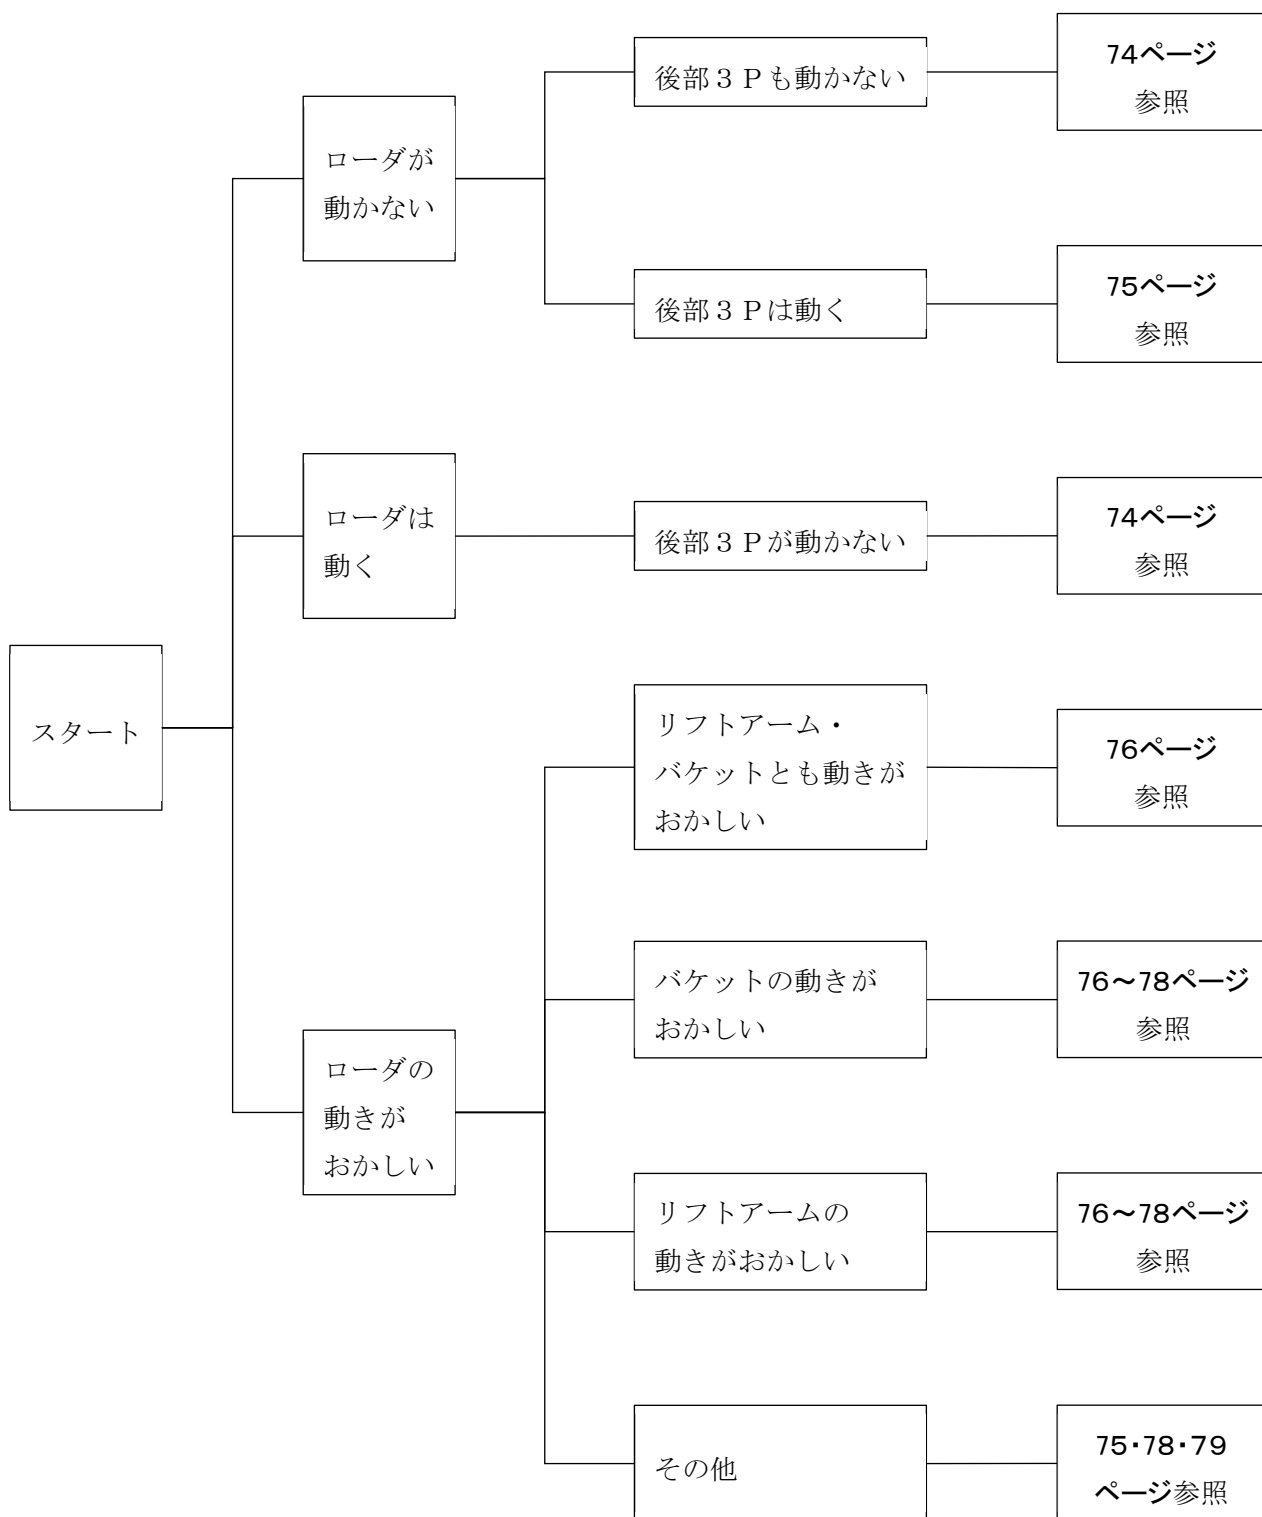 スタート
ローダが
動かない
後部３Ｐも動かない
74ページ
参照
後部３Ｐは動く
75ページ
参照
ローダは
動く
後部３Ｐが動かない
74ページ
参照
ローダの
動きが
おかしい
リフトアーム・
バケットとも動きが
おかしい
76ページ
参照
バケットの動きが
おかしい
76～78ページ
参照
リフトアームの
動きがおかしい
76～78ページ
参照
その他
75・78・79
ページ参照